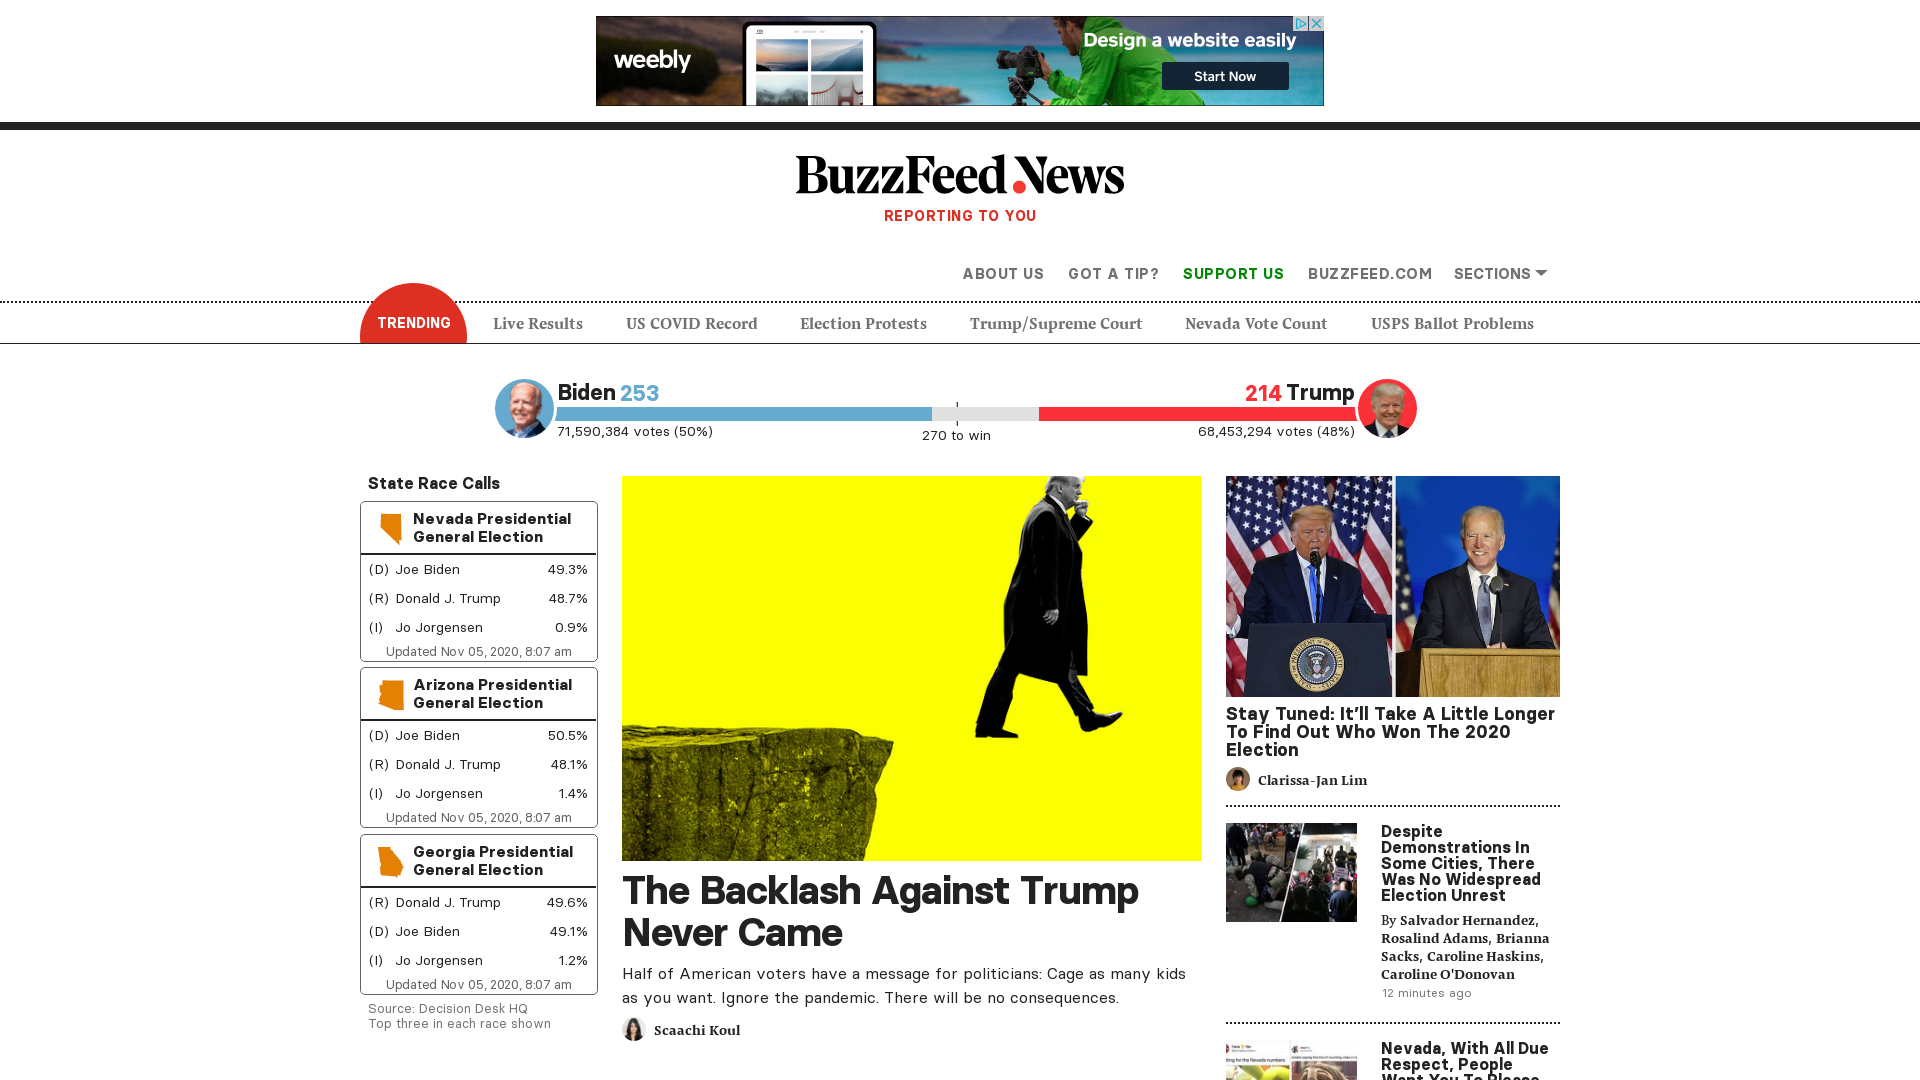 weebly
Design a website easily
Start Now
BuzzFeed News
REPORTING TO YOU
ABOUT US
GOT A TIP?
SUPPORT US
BUZZFEED.COM
SECTIONS
TRENDING
Live Results
US COVID Record
Election Protests
Trump/Supreme Court
Nevada Vote Count
USPS Ballot Problems
Biden 253
214 Trump
71,590,384 votes (50%)
270 to win
68,453,294 votes (48%)
State Race Calls
Nevada Presidential
General Election
(D) Joe Biden 49.3%
(R) Donald J. Trump 48.7%
(I) Jo Jorgensen 0.9%
Updated Nov 05, 2020, 8:07 am
Arizona Presidential
General Election
(D) Joe Biden 50.5%
(R) Donald J. Trump 48.1%
(I) Jo Jorgensen 1.4%
Updated Nov 05, 2020, 8:07 am
Georgia Presidential
General Election
(R) Donald J. Trump 49.6%
(D) Joe Biden 49.1%
(I) Jo Jorgensen 1.2%
Updated Nov 05, 2020, 8:07 am
Source: Decision Desk HQ
Top three in each race shown
The Backlash Against Trump
Never Came
Half of American voters have a message for politicians: Cage as many kids
as you want. Ignore the pandemic. There will be no consequences.
Scaachi Koul
Stay Tuned: It’ll Take A Little Longer
To Find Out Who Won The 2020
Election
Clarissa-Jan Lim
Despite
Demonstrations In
Some Cities, There
Was No Widespread
Election Unrest
By Salvador Hernandez,
Rosalind Adams, Brianna
Sacks, Caroline Haskins,
Caroline O'Donovan
12 minutes ago
Nevada, With All Due
Respect, People
Want You To Please